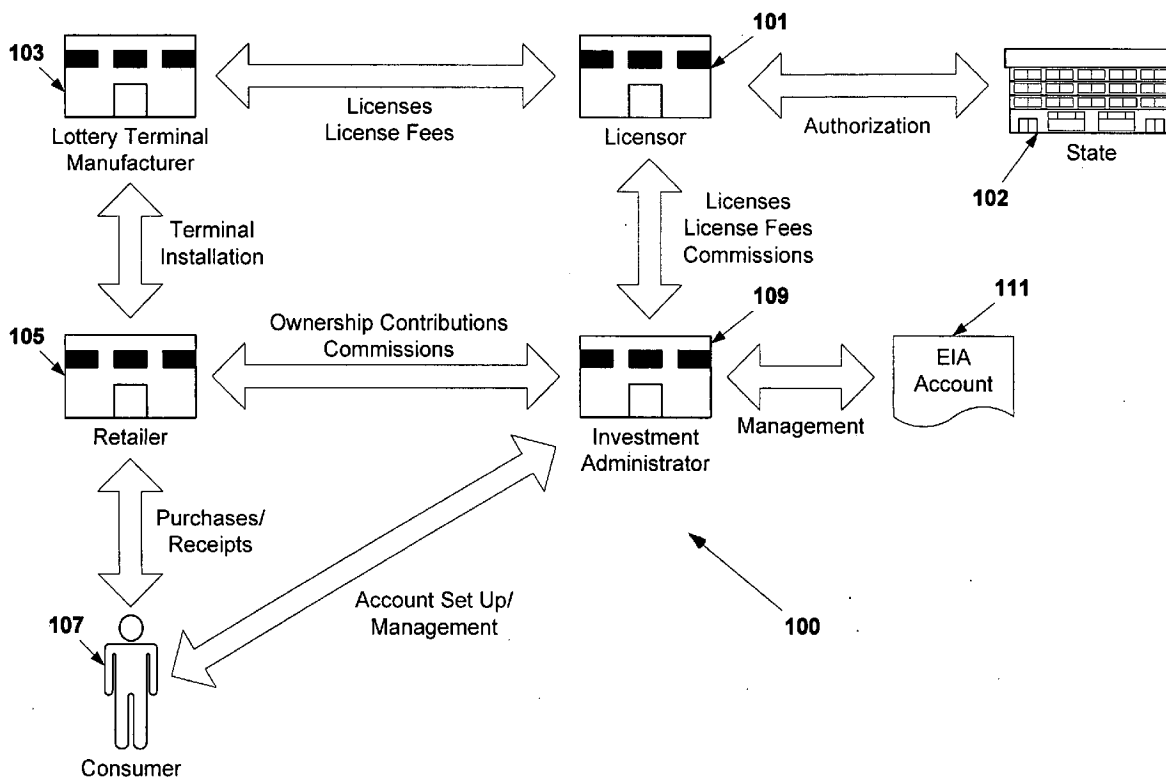 103
101
Lottery Terminal
Manufacturer
Licenses
License Fees
Licensor
Authorization
State
102
Terminal
Installation
Licenses
License Fees
Commissions
105
Ownership Contributions
Commissions
109
111
EIA
Account
Retailer
Investment
Administrator
Management
Purchases/
Receipts
Account Set Up/
Management
100
107
Consumer